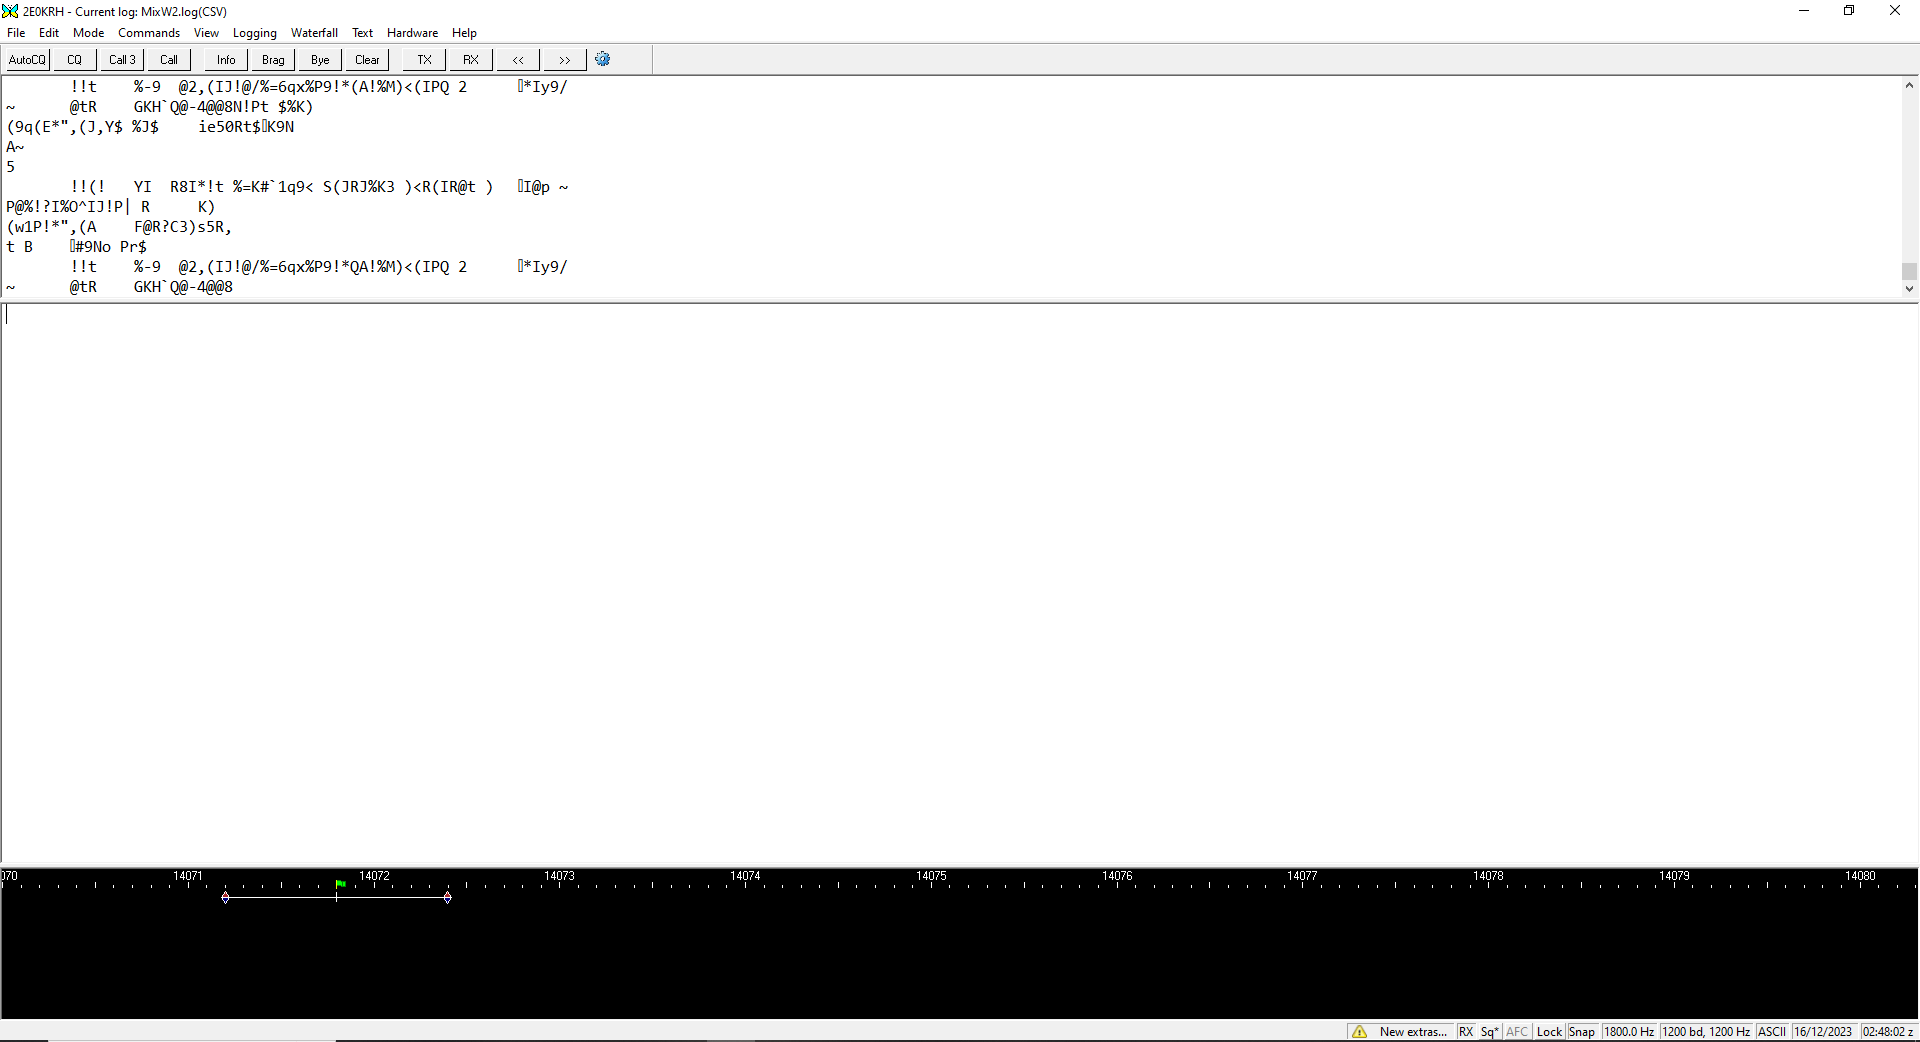 2E0KRH - Current log: MixW2.log(CSV)
File Edit Mode Commands View Logging Waterfall Text Hardware Help
AutoCQ CQ Call 3 Call Info Brag Bye Clear TX RX << >>
!!t %-9 @2,(IJ!@/%=6qx%P9!*(A!%M)<(IPQ 2 ▯*Iy9/
~ @tR GKH`Q@-4@@8N!Pt $%K)
(9q(E*",(J,Y$ %J$ ie50Rt$▯K9N
A~
5
!!(! YI R8I*!t %=K#`1q9< S(JRJ%K3 )<R(IR@t ) ▯I@p ~
P@%!?I%O^IJ!P| R K)
(w1P!*",(A F@R?C3)s5R,
t B ▯#9No Pr$
!!t %-9 @2,(IJ!@/%=6qx%P9!*QA!%M)<(IPQ 2 ▯*Iy9/
~ @tR GKH`Q@-4@@8
070 14071 14072 14073 14074 14075 14076 14077 14078 14079 14080
New extras... RX Sq* AFC Lock Snap 1800.0 Hz 1200 bd, 1200 Hz ASCII 16/12/2023 02:48:02 z